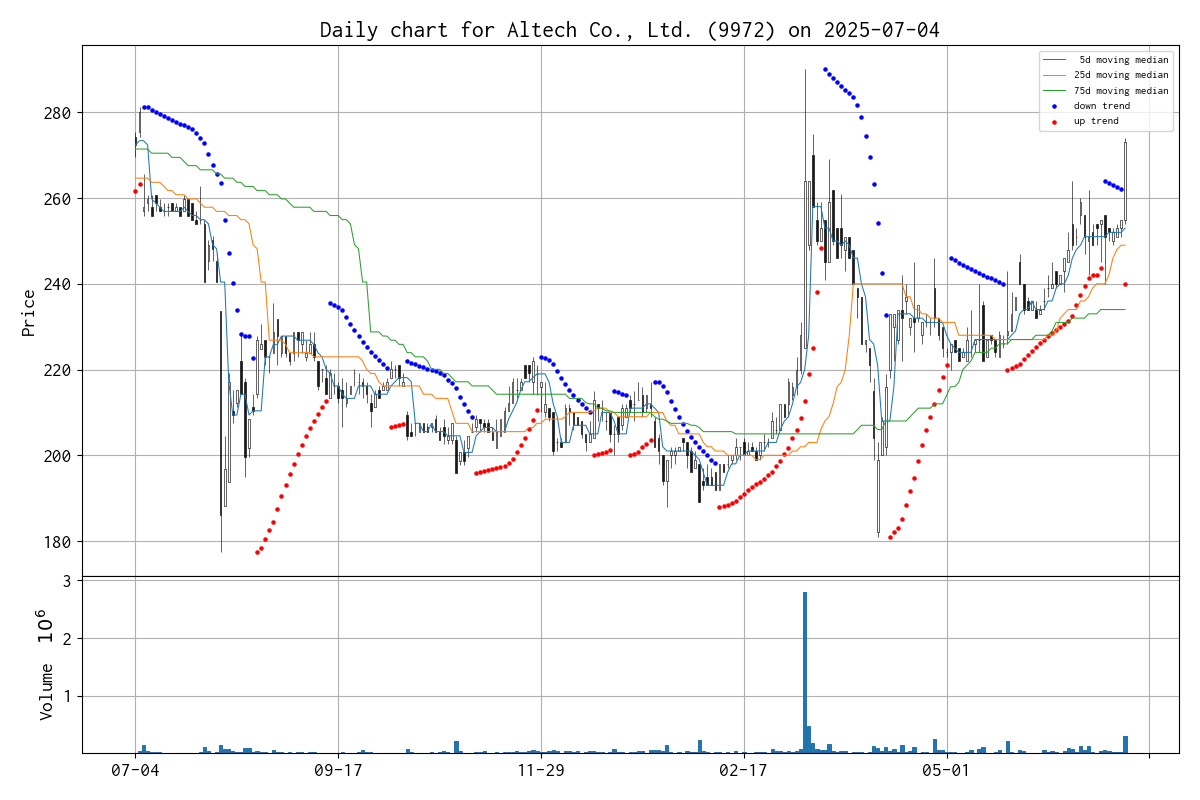 Daily chart for Altech Co., Ltd. (9972) on 2025-07-04
5d moving median
25d moving median
75d moving median
down trend
up trend
Price
280
260
240
220
200
180
Volume 10^6
3
2
1
07-04
09-17
11-29
02-17
05-01